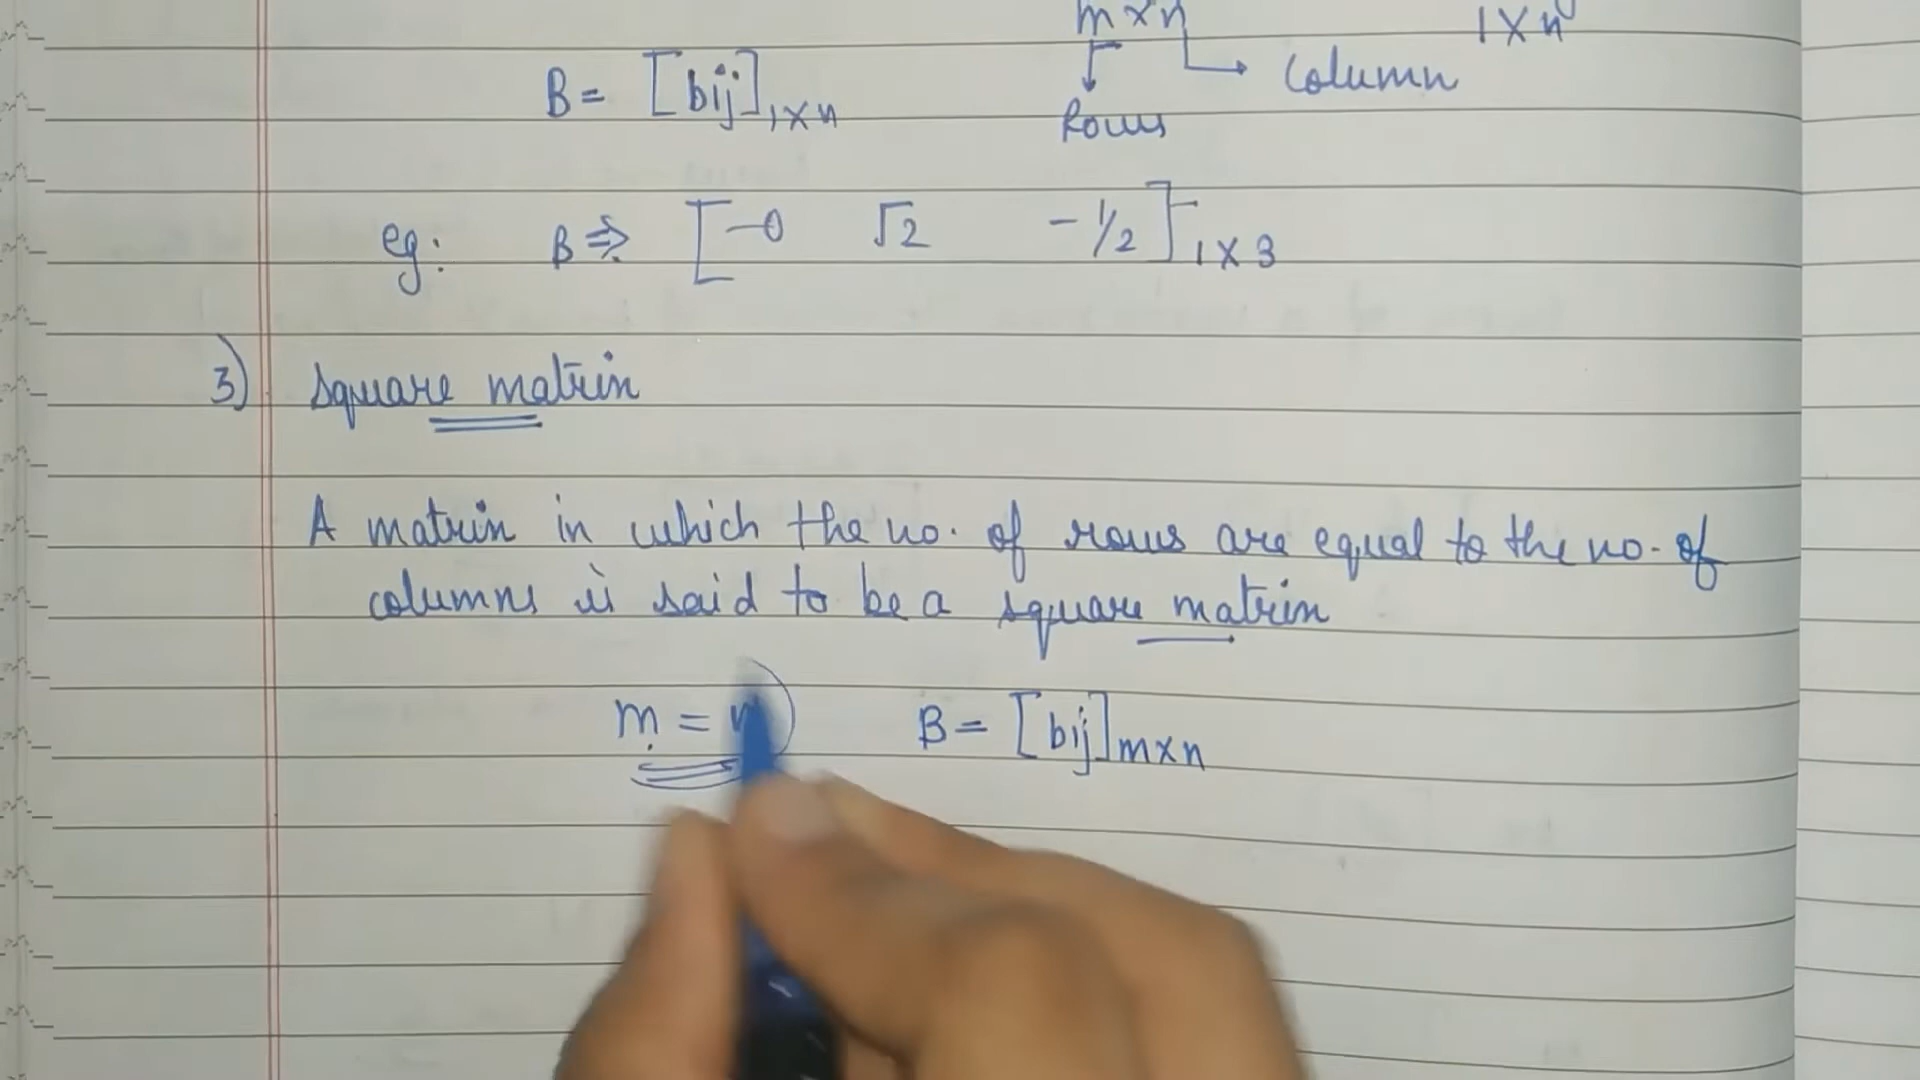 m×n 1×n
B = [bij]1×n
Column
Rows
eg: B ⇒ [-0 √2 -1/2]1×3
3) Square matrix
A matrix in which the no. of rows are equal to the no. of
columns is said to be a square matrix
m = n B = [bij]m×n